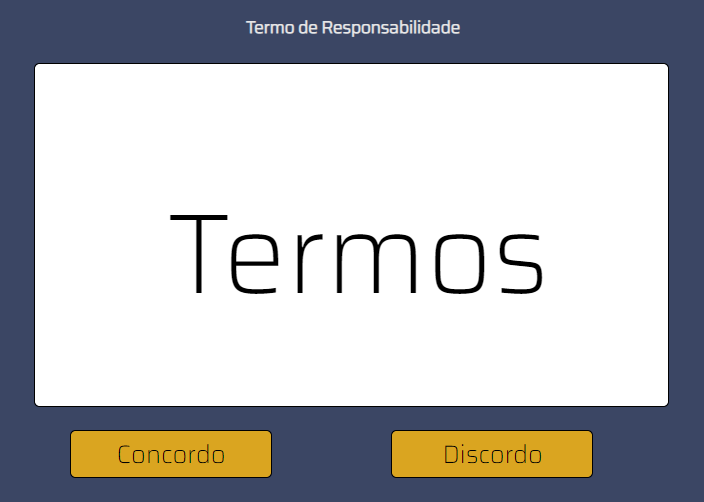 Termo de Responsabilidade
Termos
Concordo
Discordo